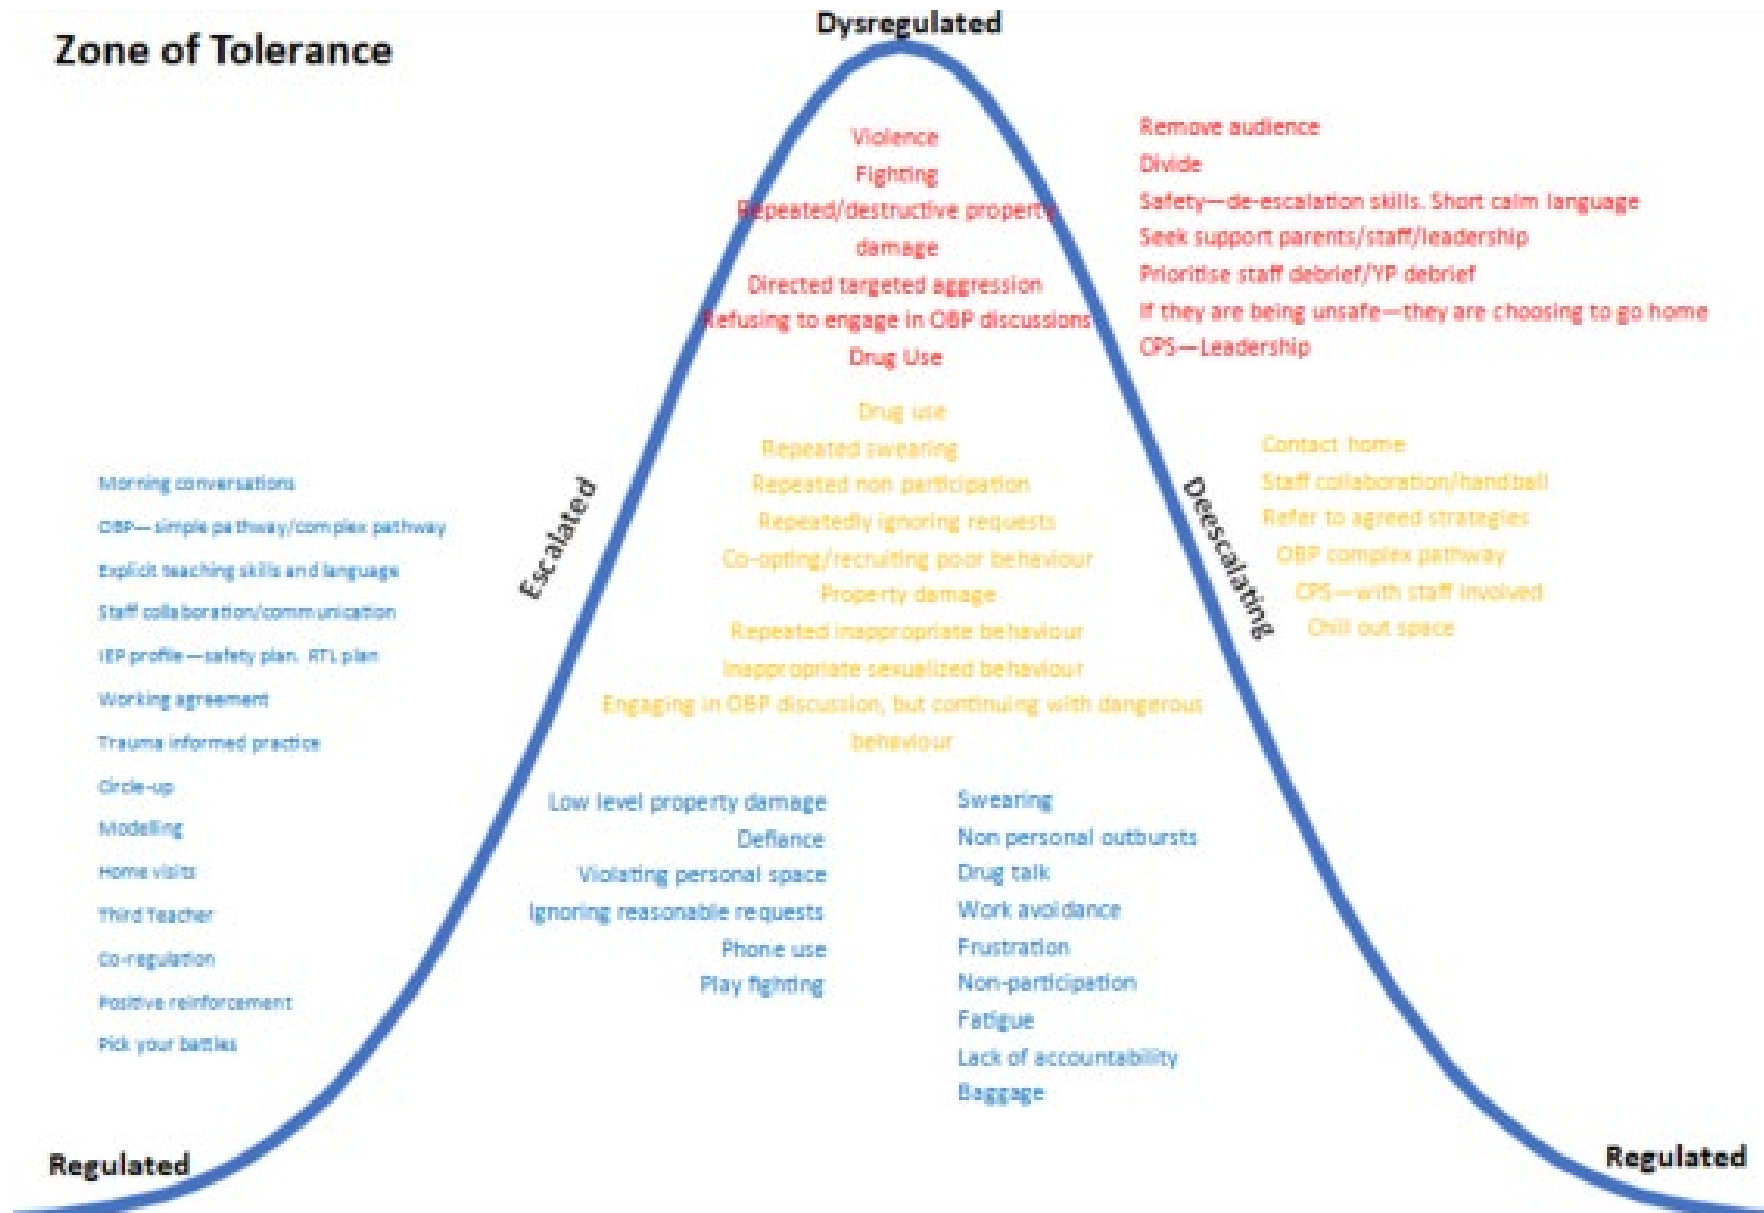 Dysregulated
Zone of Tolerance
Violence
Fighting
Repeated/destructive property
damage
Directed targeted aggression
Refusing to engage in OBP discussions
Drug Use
Remove audience
Divide
Safety—de-escalation skills. Short calm language
Seek support parents/staff/leadership
Prioritise staff debrief/YP debrief
If they are being unsafe—they are choosing to go home
CPS—Leadership
Drug use
Repeated swearing
Repeated non participation
Repeatedly ignoring requests
Co-opting/recruiting poor behaviour
Property damage
Repeated inappropriate behaviour
Inappropriate sexualized behaviour
Engaging in OBP discussion, but continuing with dangerous
behaviour
Contact home
Staff collaboration/handball
Refer to agreed strategies
OBP complex pathway
CPS—with staff involved
Chill out space
Escalated
Deescalating
Morning conversations
OBP—simple pathway/complex pathway
Explicit teaching skills and language
Staff collaboration/communication
IEP profile—safety plan. RTL plan
Working agreement
Trauma informed practice
Circle-up
Modelling
Home visits
Third Teacher
Co-regulation
Positive reinforcement
Pick your battles
Low level property damage
Defiance
Violating personal space
Ignoring reasonable requests
Phone use
Play fighting
Swearing
Non personal outbursts
Drug talk
Work avoidance
Frustration
Non-participation
Fatigue
Lack of accountability
Baggage
Regulated
Regulated